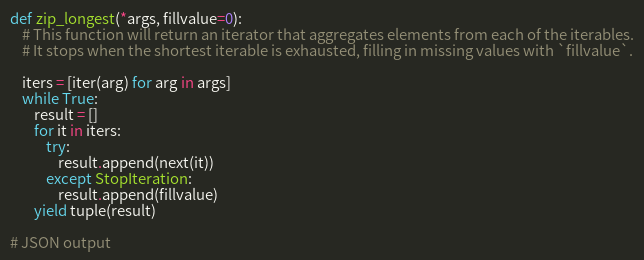 def zip_longest(*args, fillvalue=0):
    # This function will return an iterator that aggregates elements from each of the iterables.
    # It stops when the shortest iterable is exhausted, filling in missing values with `fillvalue`.

    iters = [iter(arg) for arg in args]
    while True:
        result = []
        for it in iters:
            try:
                result.append(next(it))
            except StopIteration:
                result.append(fillvalue)
        yield tuple(result)

# JSON output